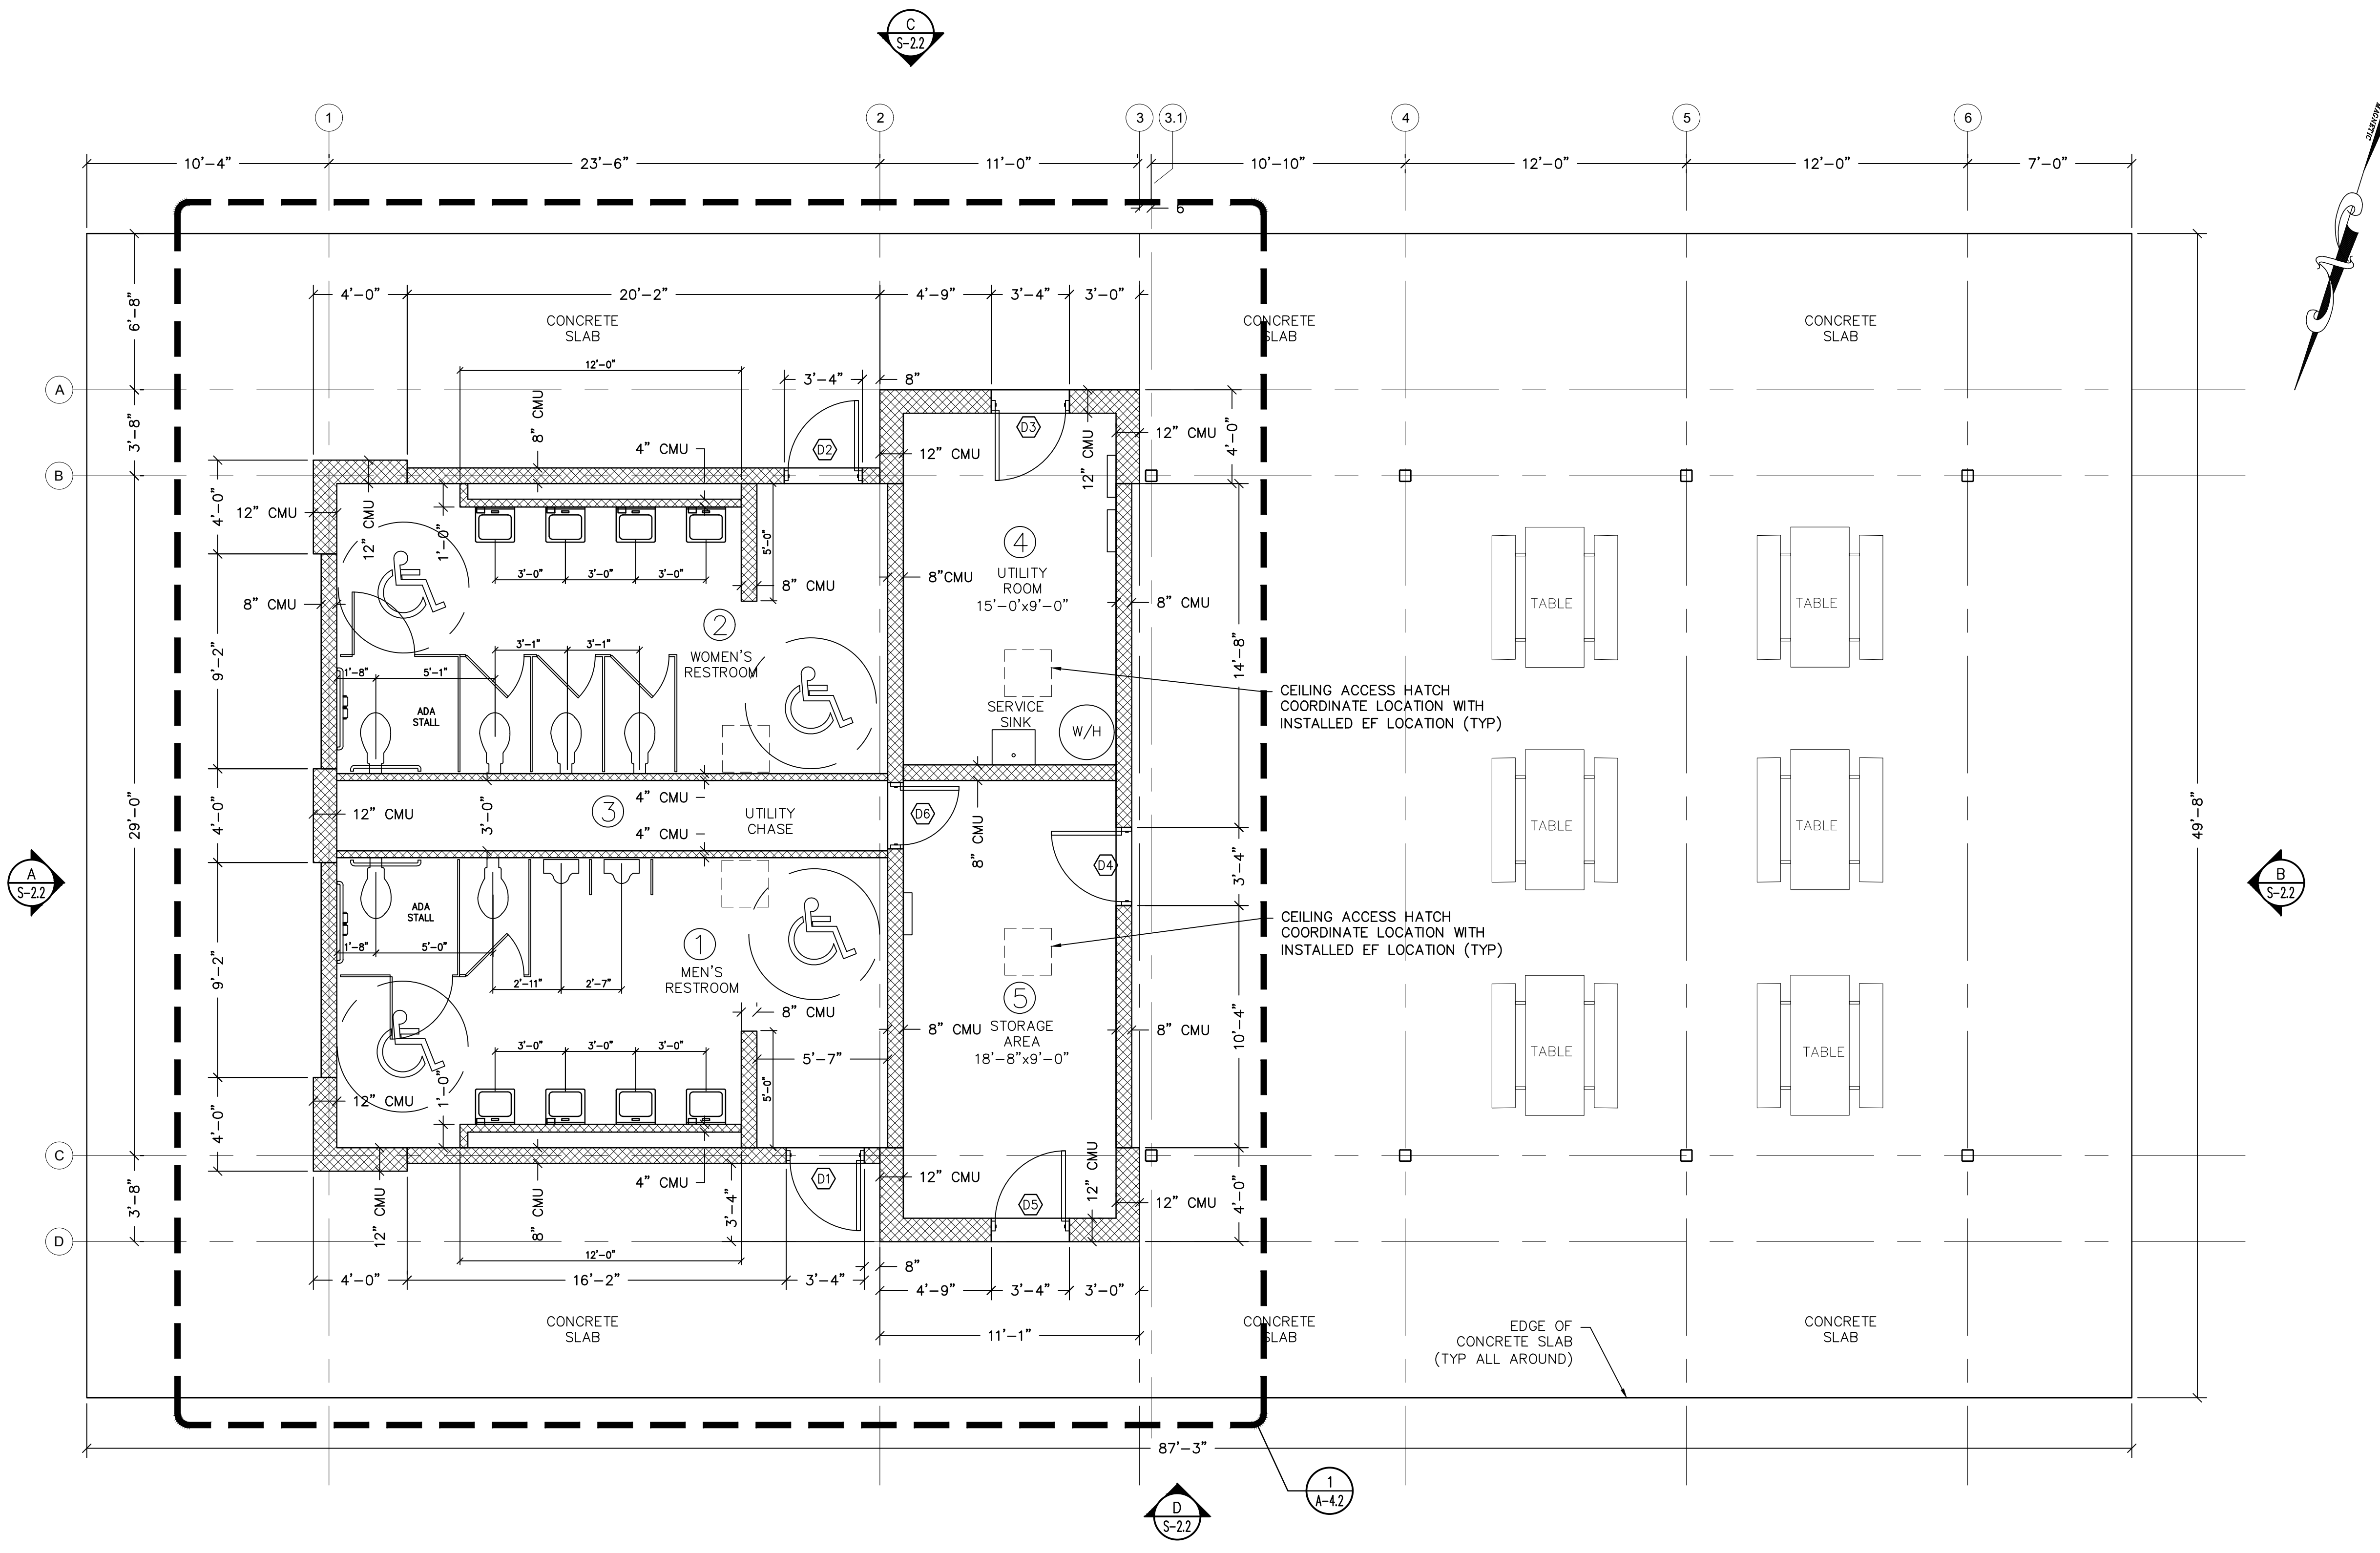 C
S-2.2
MAGNETIC
1
2
3
3.1
4
5
6
10'-4"
23'-6"
11'-0"
10'-10"
12'-0"
12'-0"
7'-0"
6
6'-8"
4'-0"
20'-2"
4'-9"
3'-4"
3'-0"
CONCRETE
SLAB
CONCRETE
SLAB
CONCRETE
SLAB
12'-0"
3'-4"
8"
A
3'-8"
8" CMU
4" CMU
D2
D3
12" CMU
12" CMU
12" CMU
4'-0"
B
4'-0"
12" CMU
12" CMU
1'-0"
5'-0"
3'-0"
3'-0"
3'-0"
8" CMU
8" CMU
8"CMU
4
UTILITY
ROOM
15'-0"x9'-0"
8" CMU
TABLE
TABLE
2
WOMEN'S
RESTROOM
9'-2"
3'-1"
3'-1"
1'-8"
5'-1"
ADA
STALL
14'-8"
CEILING ACCESS HATCH
COORDINATE LOCATION WITH
INSTALLED EF LOCATION (TYP)
SERVICE
SINK
W/H
29'-0"
4'-0"
12" CMU
3'-0"
3
4" CMU
4" CMU
UTILITY
CHASE
D6
8" CMU
D4
3'-4"
TABLE
TABLE
49'-8"
A
S-2.2
B
S-2.2
ADA
STALL
1'-8"
5'-0"
9'-2"
2'-11"
2'-7"
1
MEN'S
RESTROOM
CEILING ACCESS HATCH
COORDINATE LOCATION WITH
INSTALLED EF LOCATION (TYP)
8" CMU
8" CMU
5
STORAGE
AREA
18'-8"x9'-0"
8" CMU
10'-4"
TABLE
TABLE
3'-0"
3'-0"
3'-0"
5'-7"
5'-0"
12" CMU
1'-0"
4'-0"
C
3'-8"
12" CMU
8" CMU
4" CMU
3'-4"
D1
12" CMU
D5
12" CMU
12" CMU
4'-0"
D
12'-0"
4'-0"
16'-2"
3'-4"
8"
4'-9"
3'-4"
3'-0"
11'-1"
CONCRETE
SLAB
CONCRETE
SLAB
CONCRETE
SLAB
EDGE OF
CONCRETE SLAB
(TYP ALL AROUND)
87'-3"
1
A-4.2
D
S-2.2